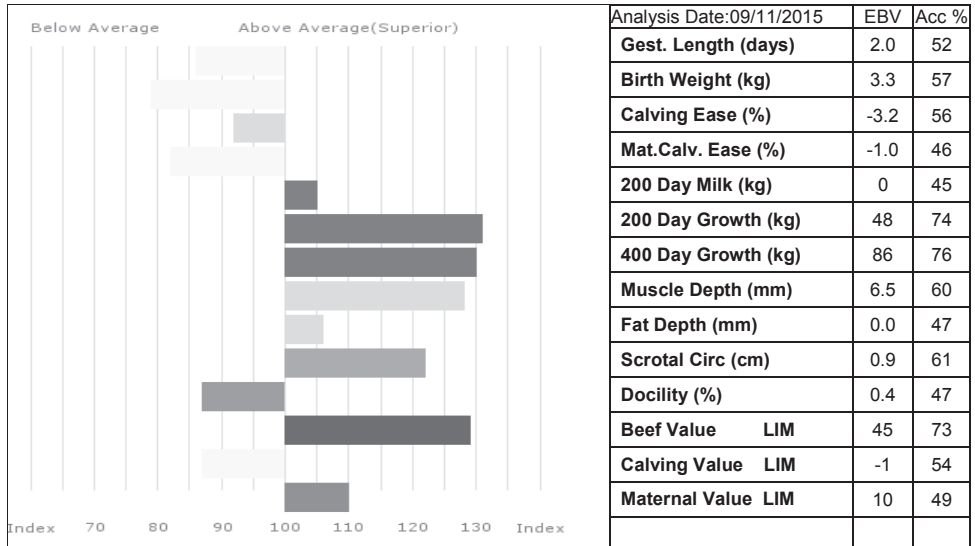 Below Average Above Average(Superior)
Index 70 80 90 100 110 120 130 Index
Analysis Date:09/11/2015 EBV Acc %
Gest. Length (days) 2.0 52
Birth Weight (kg) 3.3 57
Calving Ease (%) -3.2 56
Mat.Calv. Ease (%) -1.0 46
200 Day Milk (kg) 0 45
200 Day Growth (kg) 48 74
400 Day Growth (kg) 86 76
Muscle Depth (mm) 6.5 60
Fat Depth (mm) 0.0 47
Scrotal Circ (cm) 0.9 61
Docility (%) 0.4 47
Beef Value LIM 45 73
Calving Value LIM -1 54
Maternal Value LIM 10 49